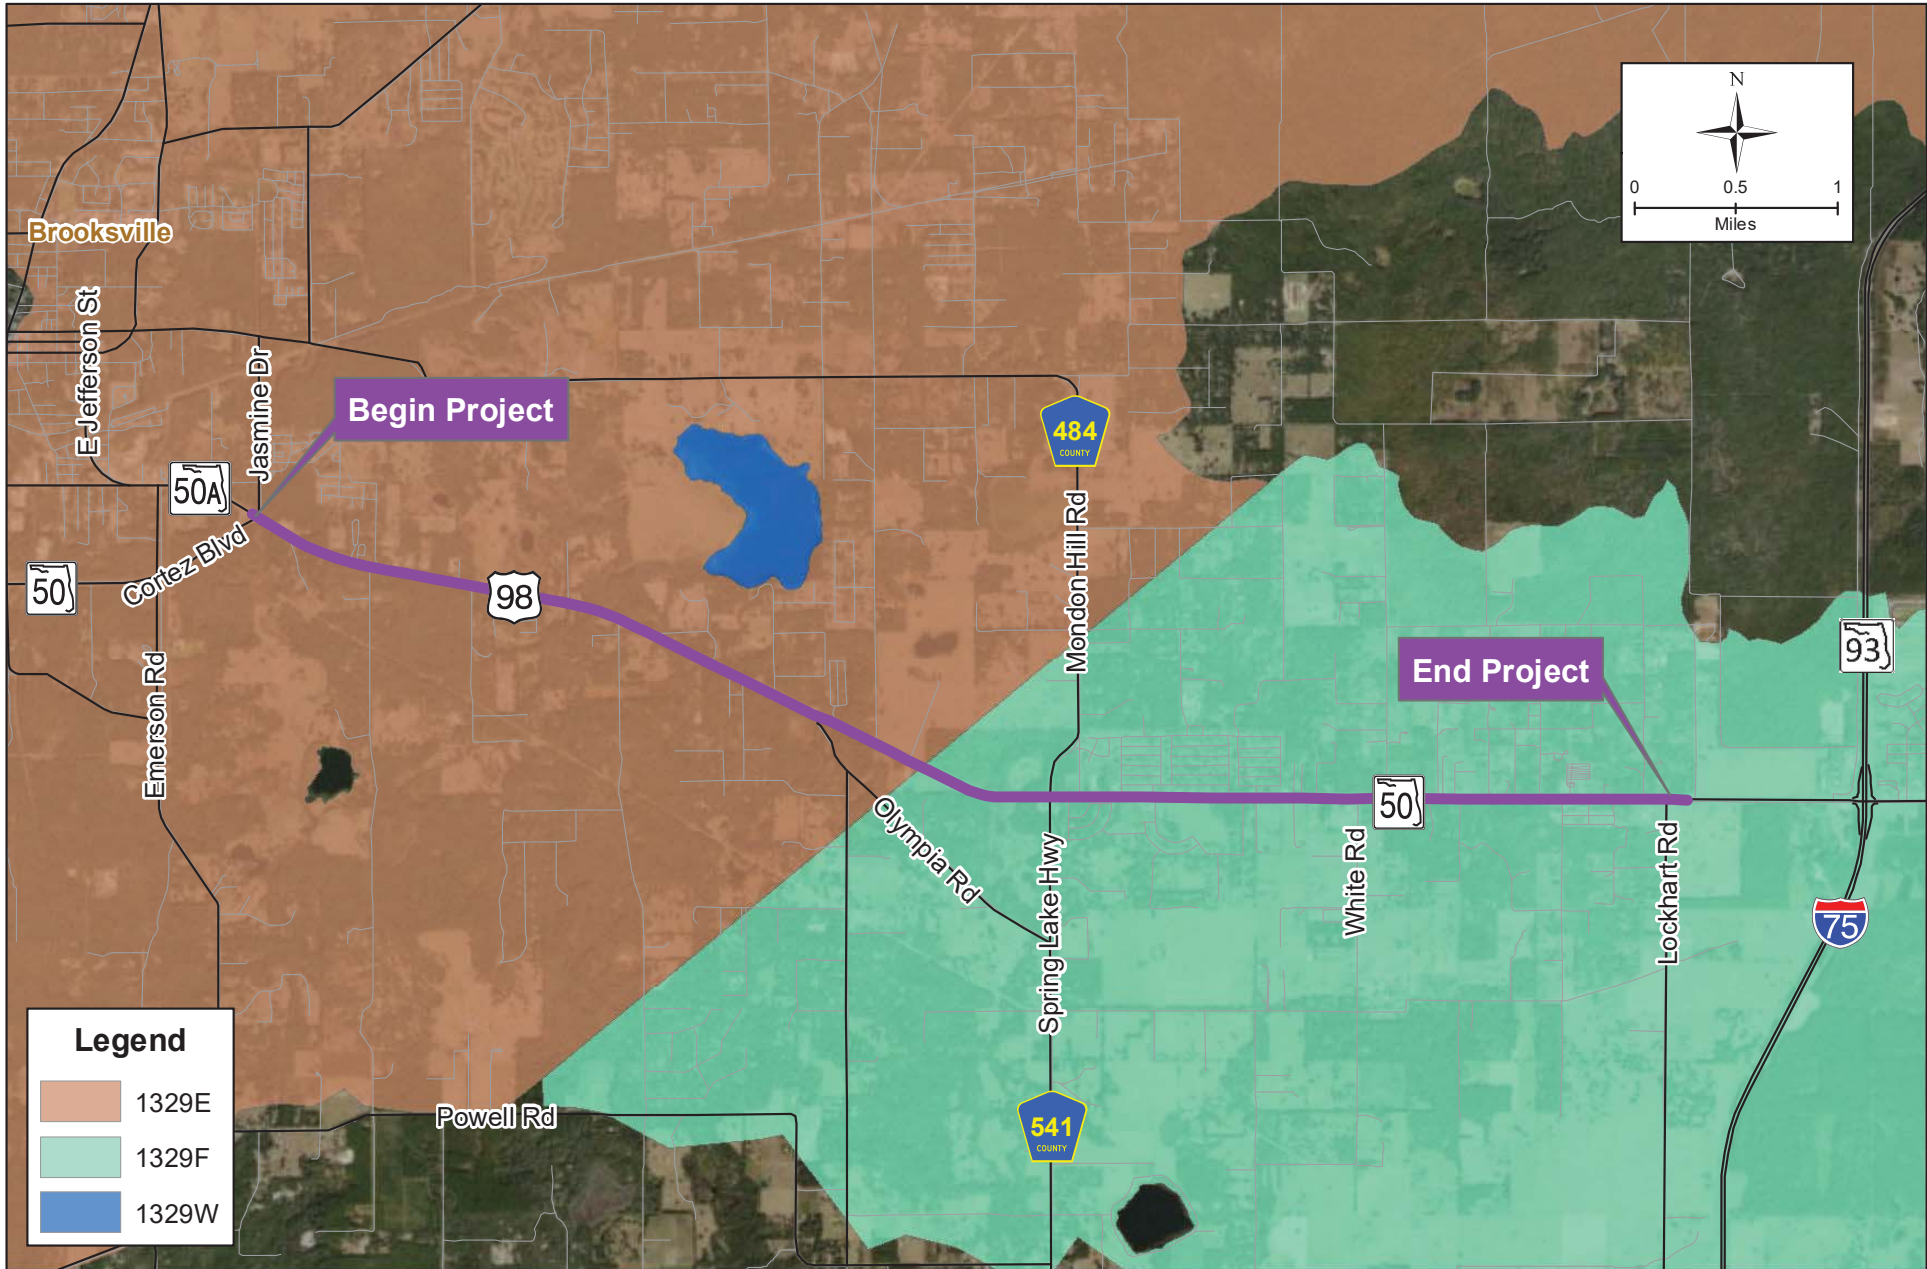 N
0 0.5 1
Miles
Brooksville
E Jefferson St
Jasmine Dr
Begin Project
484
COUNTY
50A
Cortez Blvd
50
98
Mondon Hill Rd
93
End Project
Emerson Rd
Olympia Rd
50
Spring Lake Hwy
White Rd
Lockhart Rd
75
Legend
1329E
1329F
1329W
Powell Rd
541
COUNTY